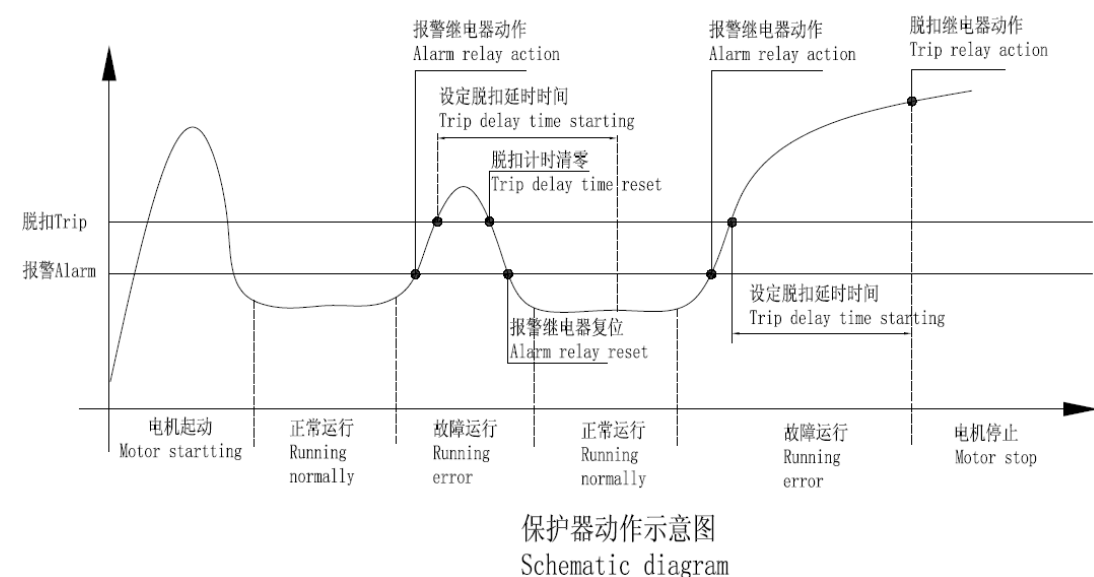 报警继电器动作
Alarm relay action
报警继电器动作
Alarm relay action
脱扣继电器动作
Trip relay action
设定脱扣延时时间
Trip delay time starting
脱扣计时清零
Trip delay time reset
脱扣Trip
报警Alarm
设定脱扣延时时间
Trip delay time starting
报警继电器复位
Alarm relay reset
电机起动
Motor startting
正常运行
Running
normally
故障运行
Running
error
正常运行
Running
normally
故障运行
Running
error
电机停止
Motor stop
保护器动作示意图
Schematic diagram